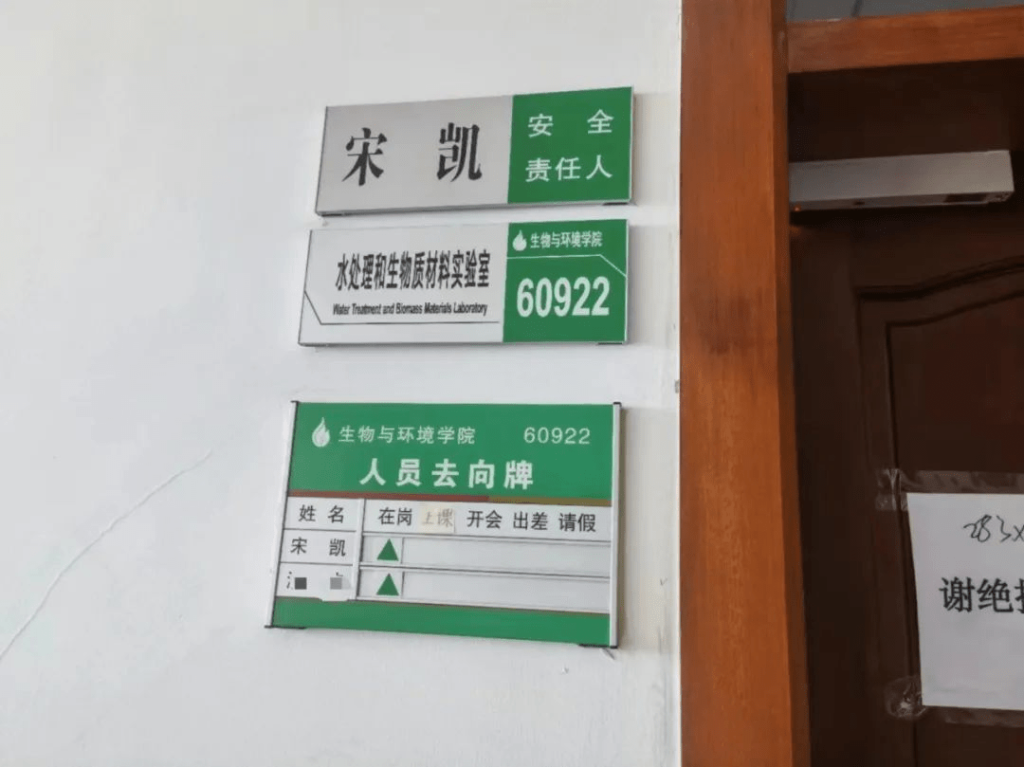 宋 凯
安 全
责任人
水处理和生物质材料实验室
Water Treatment and Biomass Materials Laboratory
生物与环境学院
60922
生物与环境学院 60922
人员去向牌
姓 名 在岗 上课 开会 出差 请假
宋 凯
谢绝